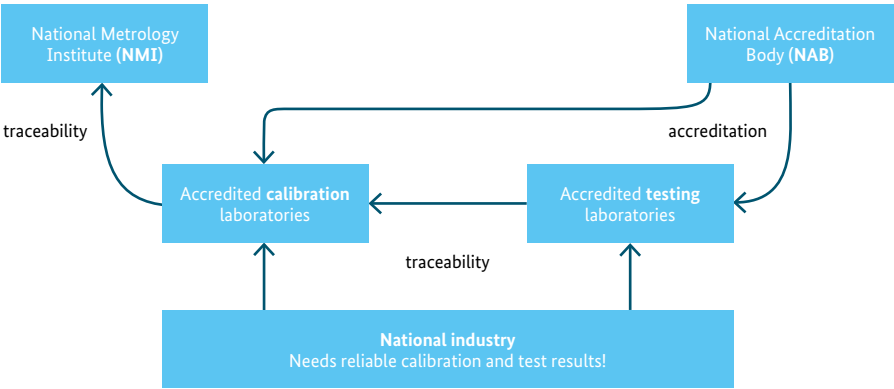 National Metrology
Institute (NMI)
National Accreditation
Body (NAB)
traceability
accreditation
Accredited calibration
laboratories
Accredited testing
laboratories
traceability
National industry
Needs reliable calibration and test results!